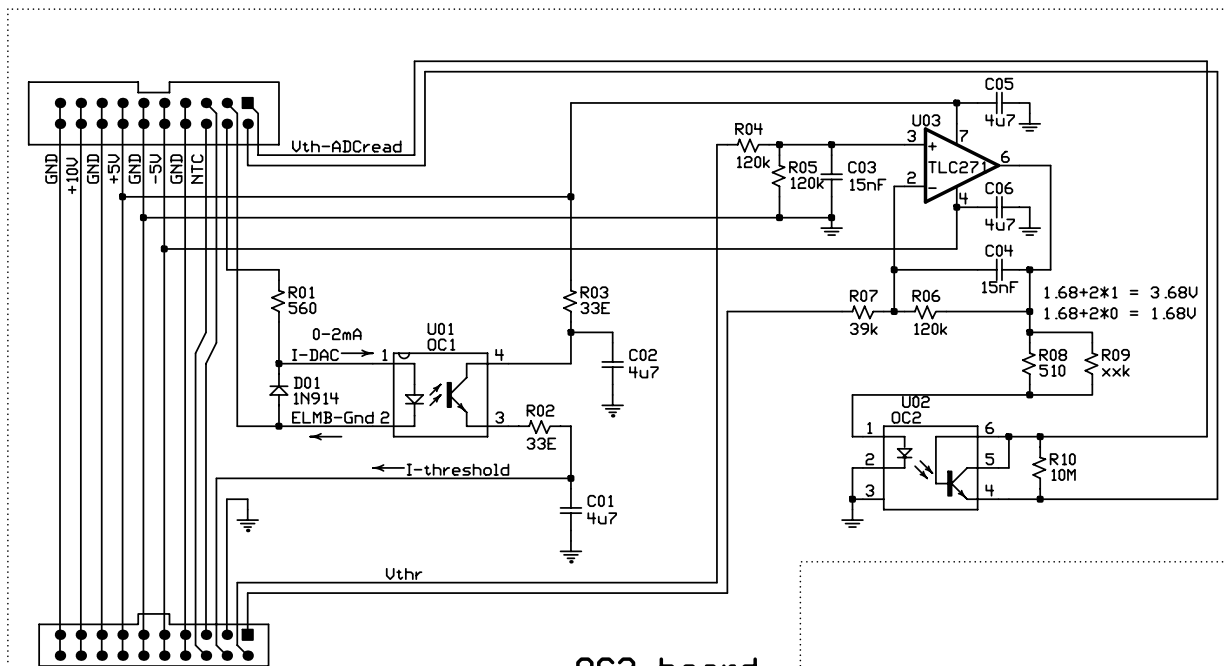 C05
4u7
U03
3
7
+
TLC271
6
2
-
4
C06
4u7
R04
120k
R05
120k
C03
15nF
Vth-ADCread
GND
+10V
GND
+5V
GND
-5V
GND
NTC
C04
15nF
R01
560
R03
33E
R07
39k
R06
120k
1.68+2*1 = 3.68V
1.68+2*0 = 1.68V
0-2mA
I-DAC
1
U01
OC1
4
C02
4u7
R08
510
R09
xxk
D01
1N914
ELMB-Gnd
2
3
R02
33E
U02
OC2
1
6
2
5
3
4
R10
10M
I-threshold
C01
4u7
Vthr